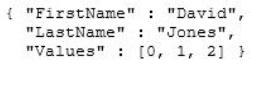 { "FirstName" : "David",
"LastName" : "Jones",
"Values" : [0, 1, 2] }